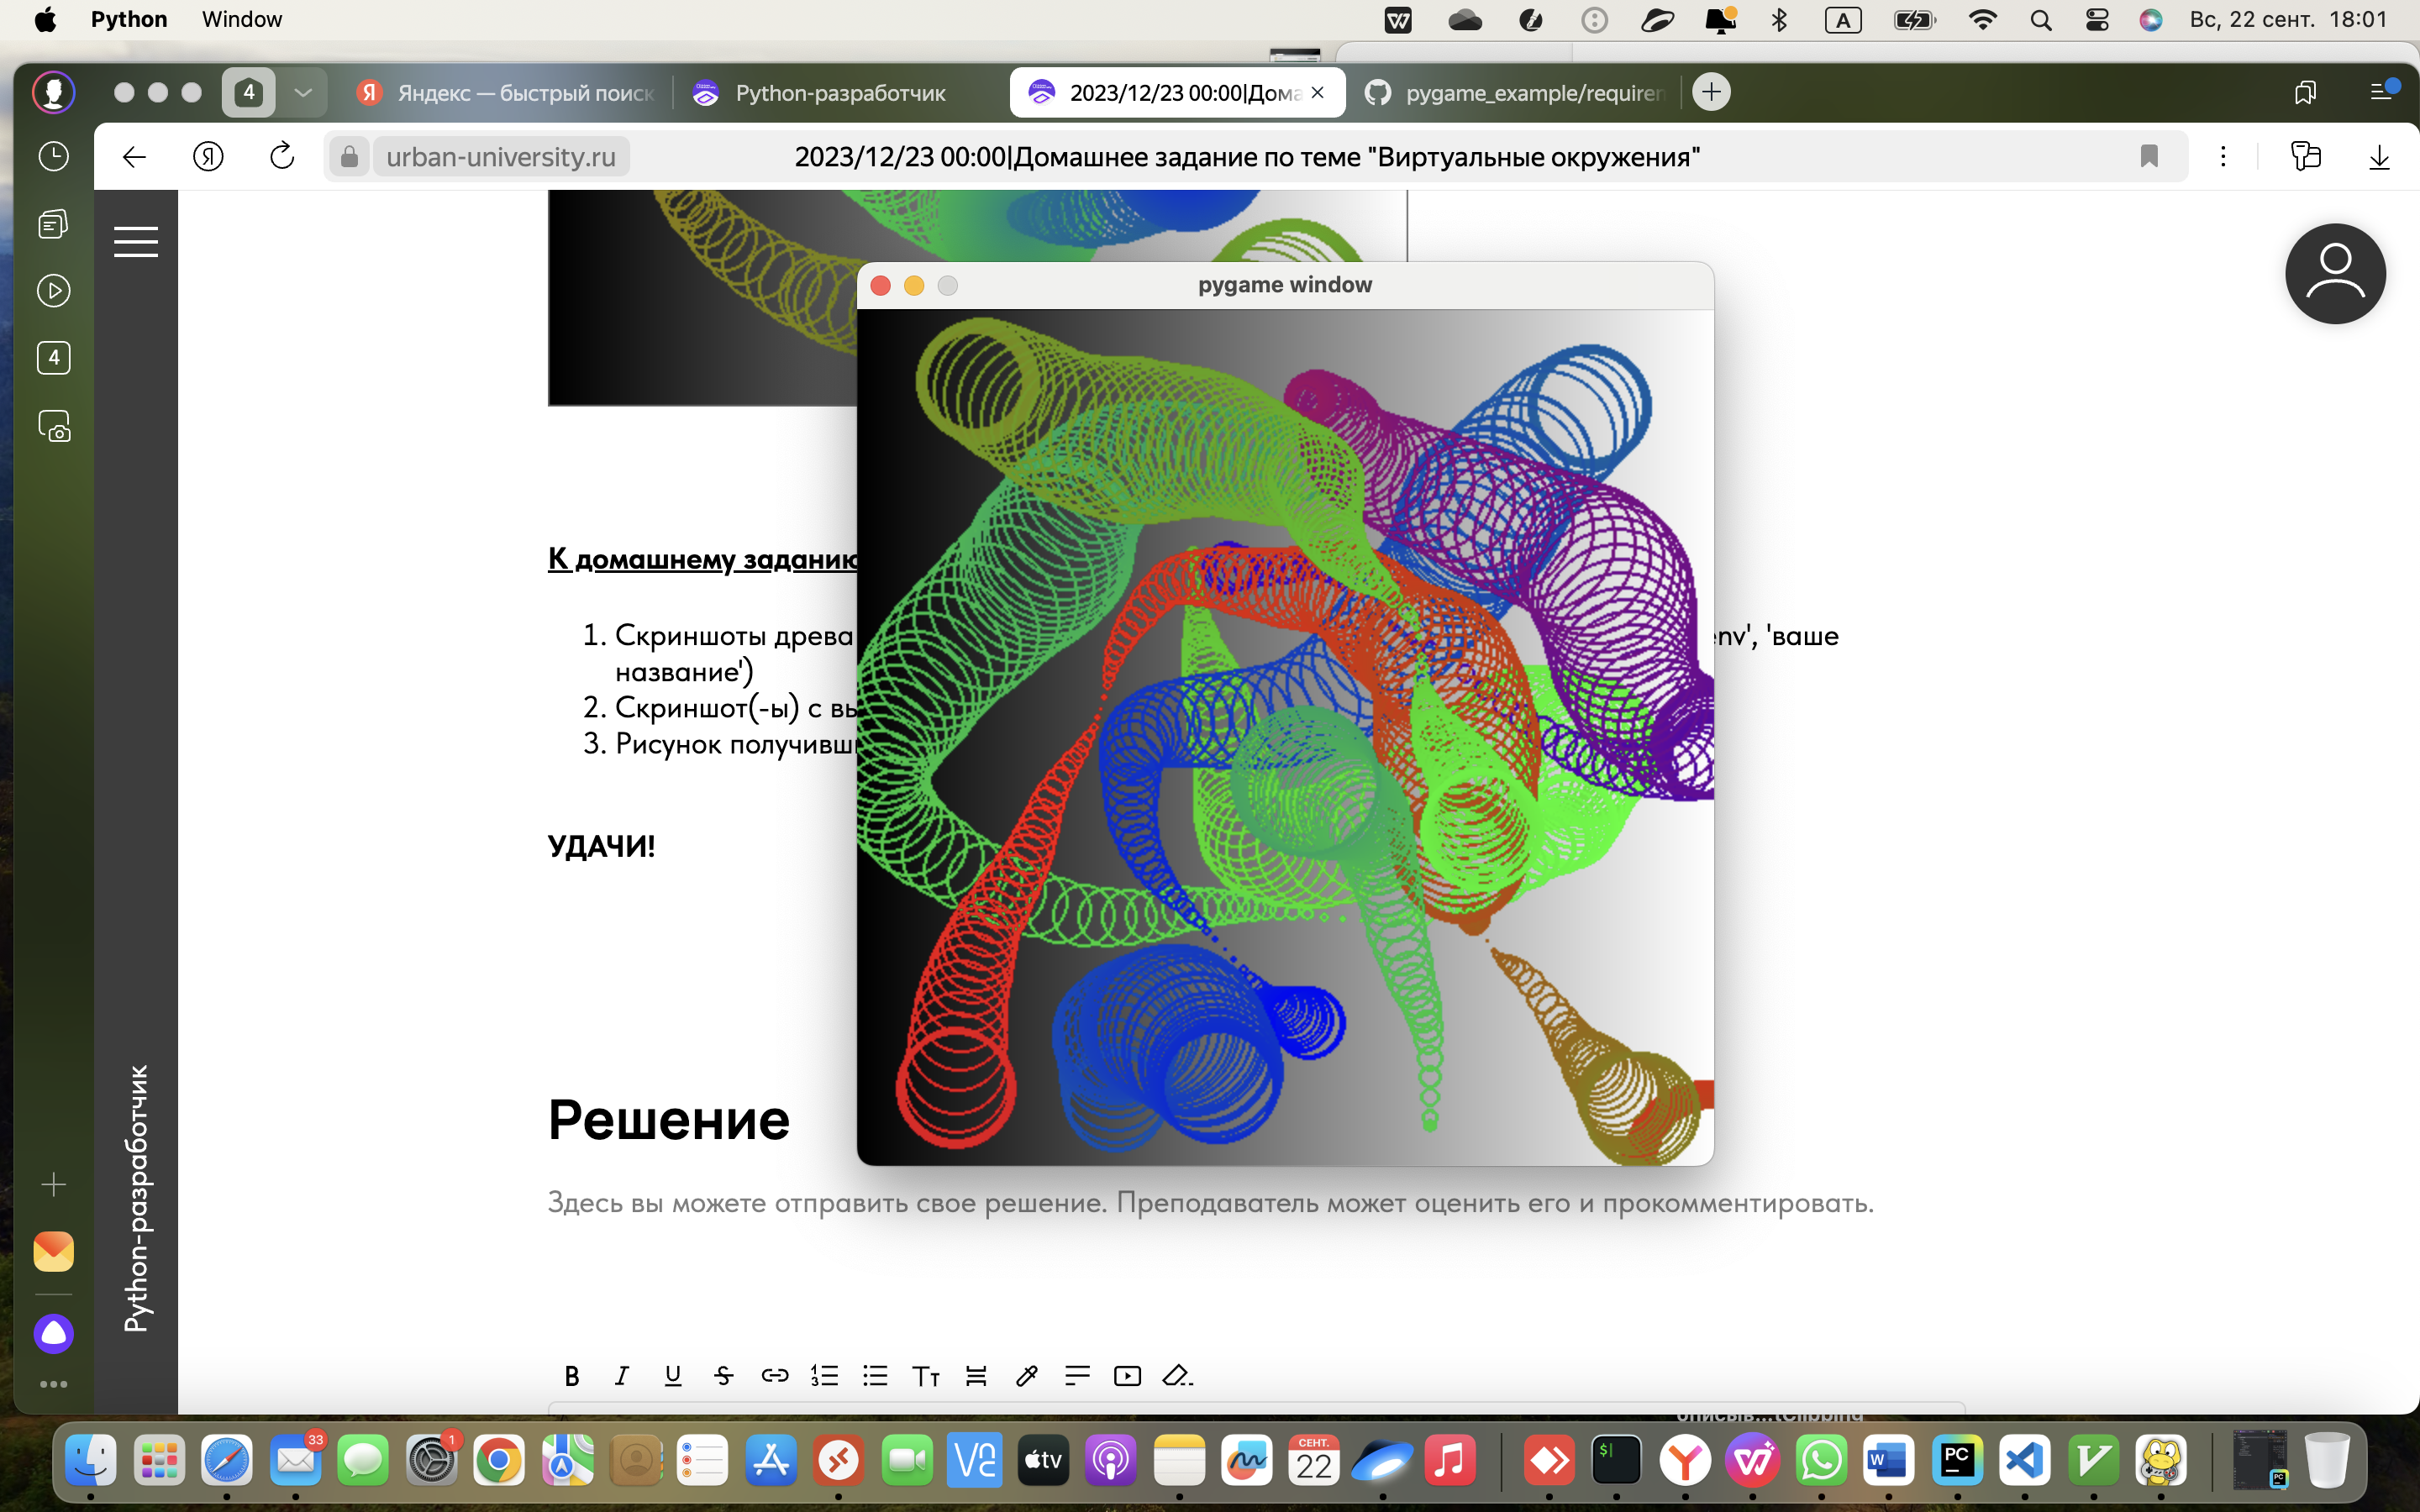 Python Window
A
Вс, 22 сент. 18:01
4
Яндекс — быстрый поиск
Python-разработчик
2023/12/23 00:00|Дома
pygame_example/requirem
urban-university.ru
2023/12/23 00:00|Домашнее задание по теме "Виртуальные окружения"
4
pygame window
К домашнему заданию
1. Скриншоты древа
env', 'ваше
название')
2. Скриншот(-ы) с вы
3. Рисунок получивш
УДАЧИ!
Решение
Здесь вы можете отправить свое решение. Преподаватель может оценить его и прокомментировать.
Python-разработчик
33
1
tv
СЕНТ.
22
$
W
PC
PC